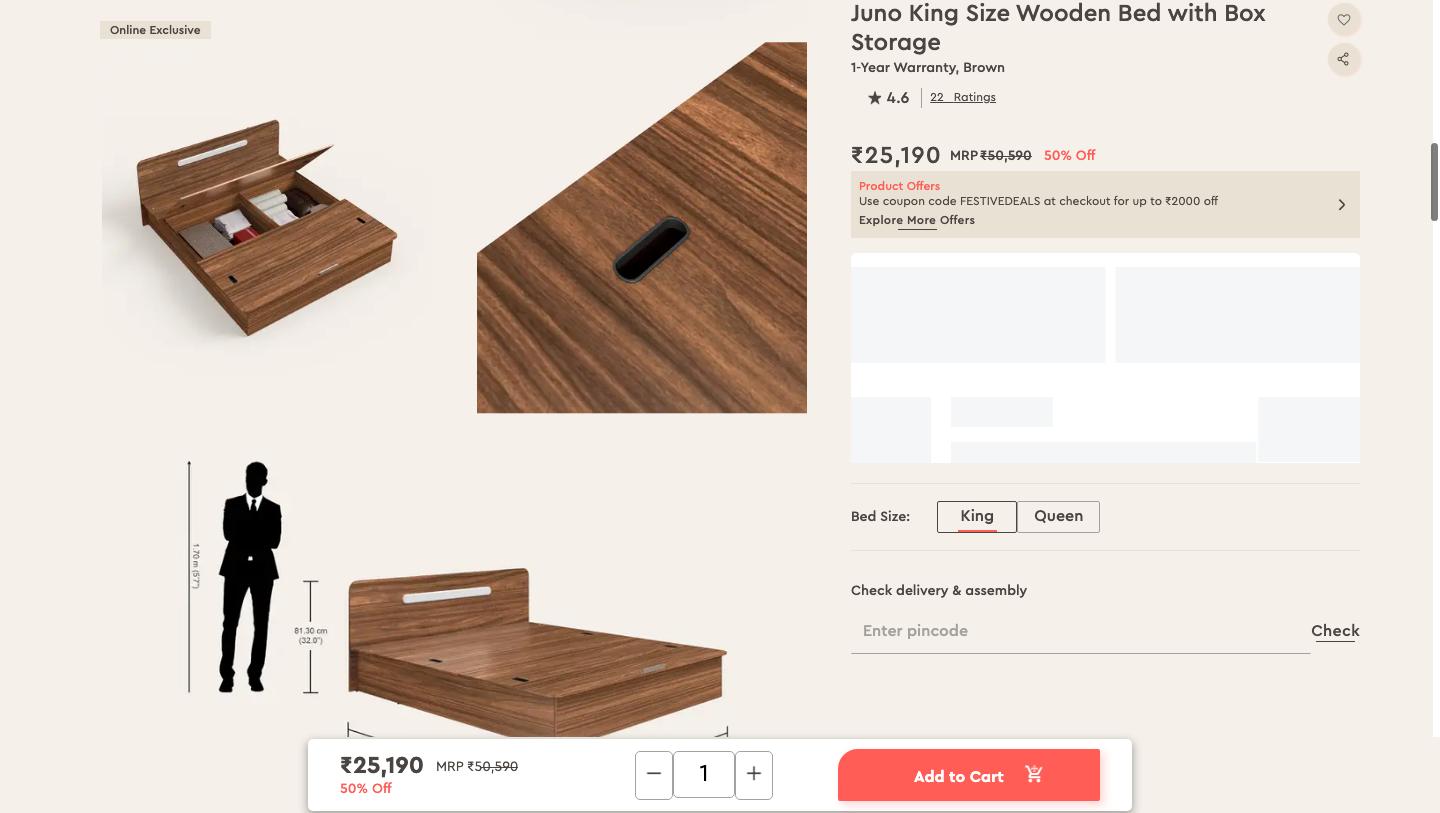 Online Exclusive
Juno King Size Wooden Bed with Box
Storage
1-Year Warranty, Brown
4.6
22 Ratings
₹25,190 MRP ₹50,590 50% Off
Product Offers
Use coupon code FESTIVEDEALS at checkout for up to ₹2000 off
Explore More Offers
Bed Size: King Queen
Check delivery & assembly
Enter pincode Check
1.70 m (5'7")
81.30 cm
(32.0")
₹25,190 MRP ₹50,590
50% Off
1
Add to Cart